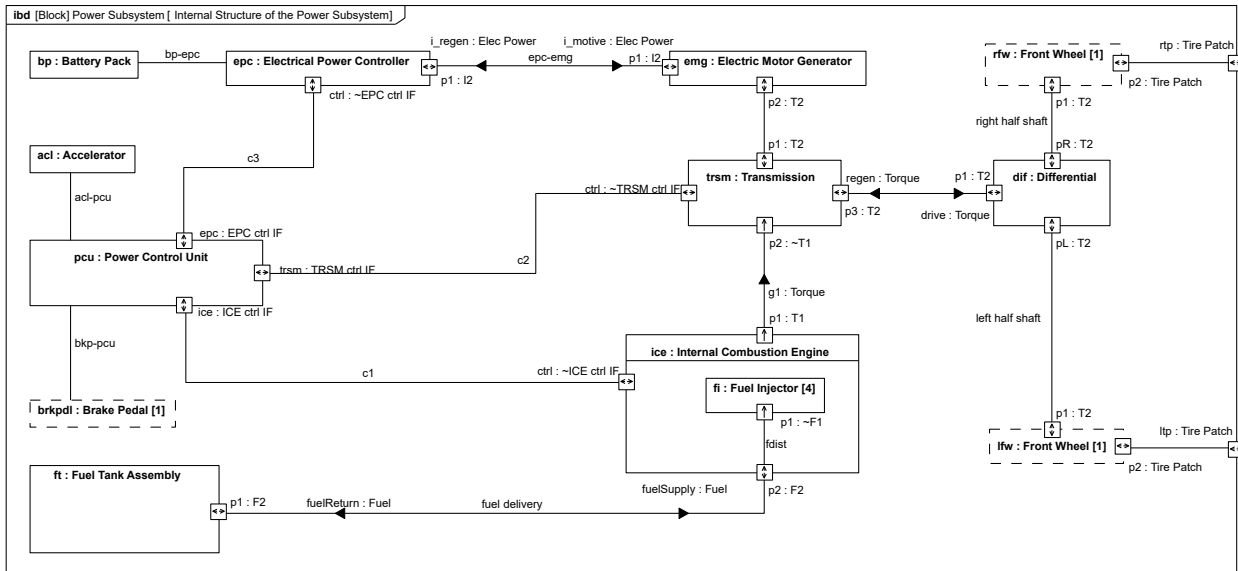 ibd [Block] Power Subsystem [ Internal Structure of the Power Subsystem]
bp : Battery Pack
bp-epc
epc : Electrical Power Controller
i_regen : Elec Power
i_motive : Elec Power
epc-emg
p1 : I2
p1 : I2
emg : Electric Motor Generator
rfw : Front Wheel [1]
rtp : Tire Patch
p2 : Tire Patch
ctrl : ~EPC ctrl IF
p2 : T2
p1 : T2
right half shaft
acl : Accelerator
c3
p1 : T2
pR : T2
acl-pcu
ctrl : ~TRSM ctrl IF
trsm : Transmission
regen : Torque
p1 : T2
dif : Differential
p3 : T2
drive : Torque
epc : EPC ctrl IF
p2 : ~T1
pL : T2
pcu : Power Control Unit
trsm : TRSM ctrl IF
c2
g1 : Torque
ice : ICE ctrl IF
p1 : T1
left half shaft
bkp-pcu
ice : Internal Combustion Engine
c1
ctrl : ~ICE ctrl IF
fi : Fuel Injector [4]
brkpdl : Brake Pedal [1]
p1 : ~F1
p1 : T2
fdist
lfw : Front Wheel [1]
ltp : Tire Patch
p2 : Tire Patch
ft : Fuel Tank Assembly
fuelSupply : Fuel
p2 : F2
p1 : F2
fuelReturn : Fuel
fuel delivery